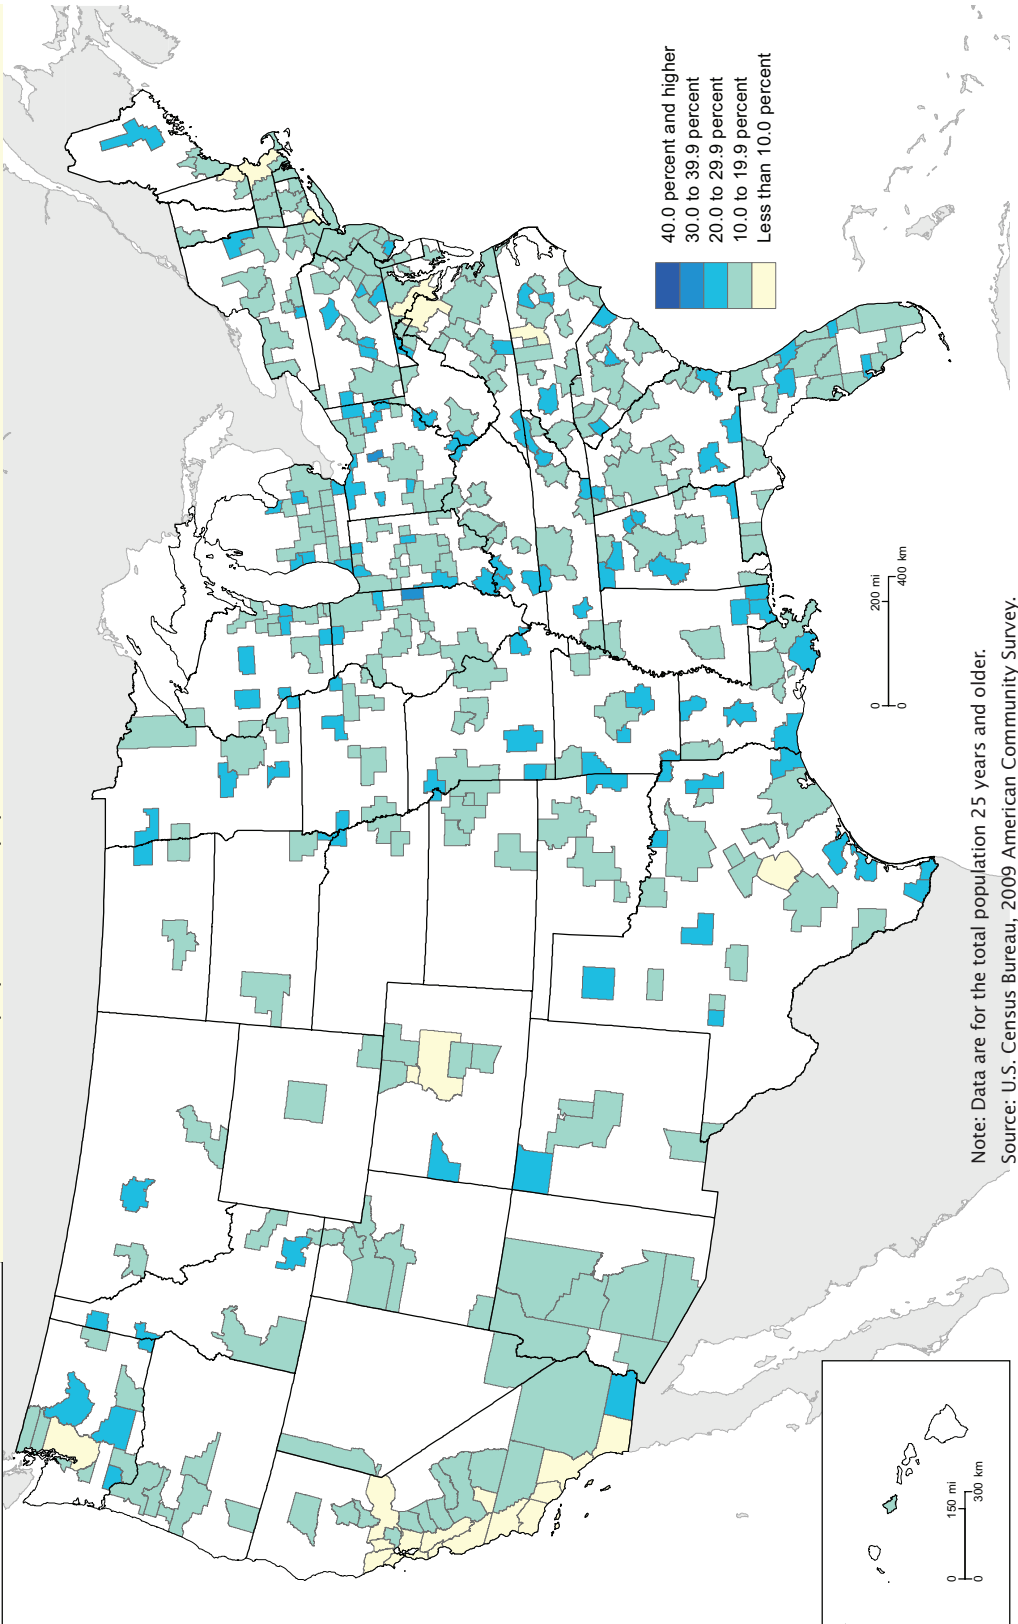 40.0 percent and higher
30.0 to 39.9 percent
20.0 to 29.9 percent
10.0 to 19.9 percent
Less than 10.0 percent
0 200 mi
0 400 km
0 150 mi
0 300 km
Note: Data are for the total population 25 years and older.
Source: U.S. Census Bureau, 2009 American Community Survey.